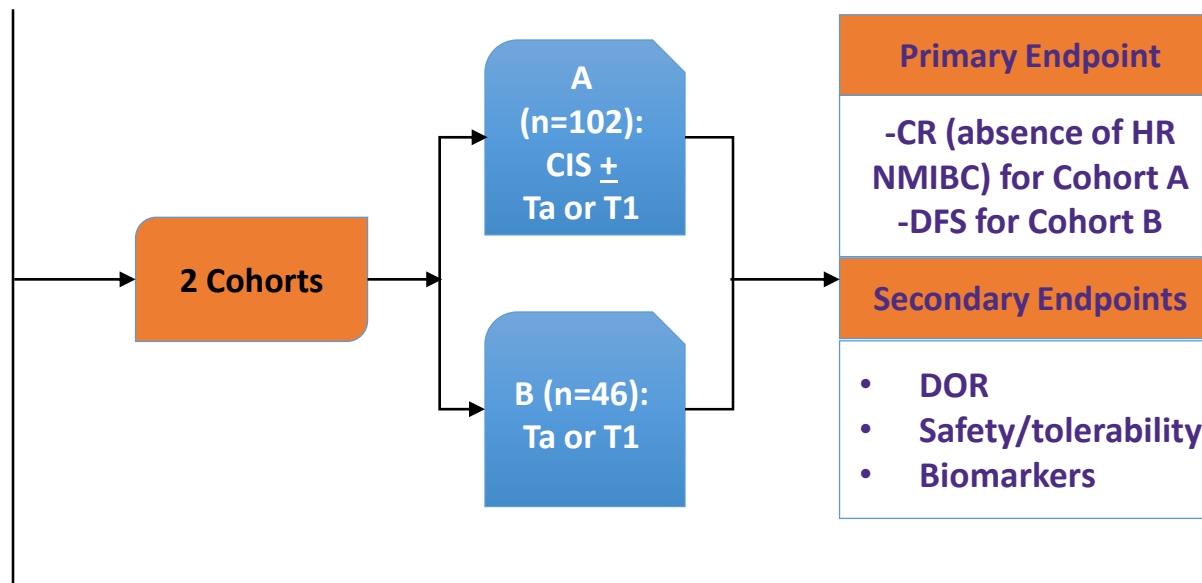 2 Cohorts
A
(n=102):
CIS ±
Ta or T1
B (n=46):
Ta or T1
Primary Endpoint
-CR (absence of HR
NMIBC) for Cohort A
-DFS for Cohort B
Secondary Endpoints
• DOR
• Safety/tolerability
• Biomarkers